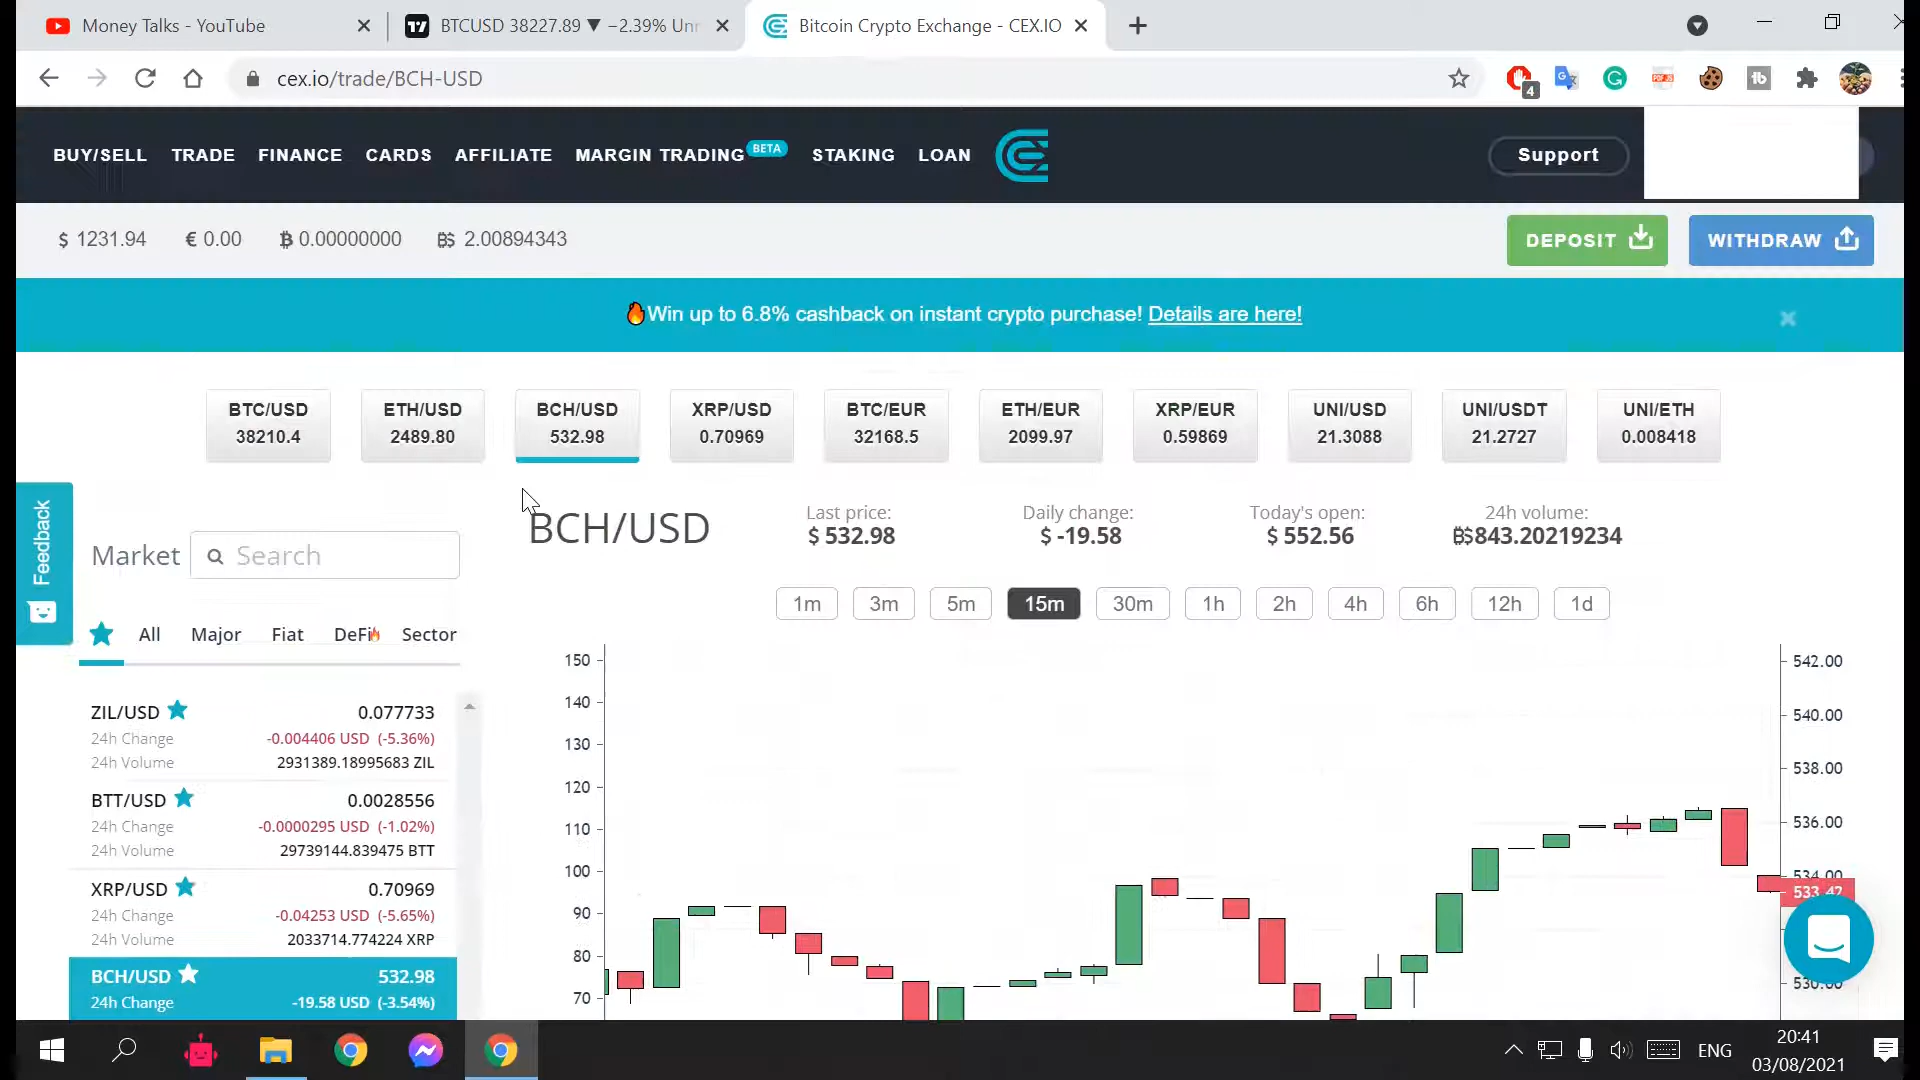 Money Talks - YouTube
BTCUSD 38227.89 ▼ −2.39% Unr
Bitcoin Crypto Exchange - CEX.IO
cex.io/trade/BCH-USD
4
BUY/SELL TRADE FINANCE CARDS AFFILIATE MARGIN TRADING BETA STAKING LOAN
Support
$ 1231.94 € 0.00 ₿ 0.00000000 ₿$ 2.00894343
DEPOSIT
WITHDRAW
🔥Win up to 6.8% cashback on instant crypto purchase! Details are here!
BTC/USD ETH/USD BCH/USD XRP/USD BTC/EUR ETH/EUR XRP/EUR UNI/USD UNI/USDT UNI/ETH
38210.4 2489.80 532.98 0.70969 32168.5 2099.97 0.59869 21.3088 21.2727 0.008418
Feedback
Market
Search
All Major Fiat DeFi Sector
ZIL/USD 0.077733
24h Change -0.004406 USD (-5.36%)
24h Volume 2931389.18995683 ZIL
BTT/USD 0.0028556
24h Change -0.0000295 USD (-1.02%)
24h Volume 29739144.839475 BTT
XRP/USD 0.70969
24h Change -0.04253 USD (-5.65%)
24h Volume 2033714.774224 XRP
BCH/USD 532.98
24h Change -19.58 USD (-3.54%)
BCH/USD
Last price: Daily change: Today's open: 24h volume:
$ 532.98 $ -19.58 $ 552.56 ₿$843.20219234
1m 3m 5m 15m 30m 1h 2h 4h 6h 12h 1d
150
140
130
120
110
100
90
80
70
542.00
540.00
538.00
536.00
534.00
533.47
530.00
ENG
20:41
03/08/2021